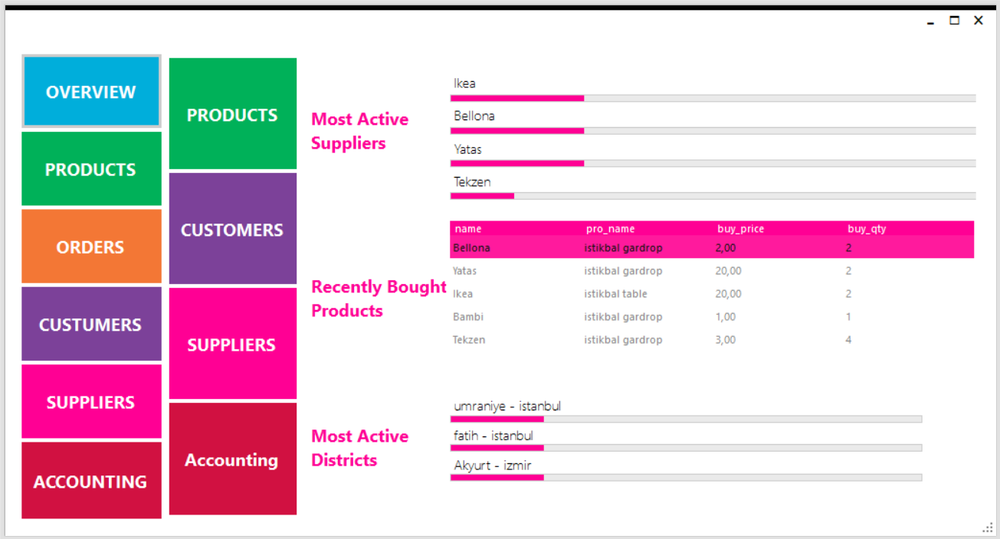 OVERVIEW
PRODUCTS
ORDERS
CUSTUMERS
SUPPLIERS
ACCOUNTING
PRODUCTS
CUSTOMERS
SUPPLIERS
Accounting
Most Active
Suppliers
Ikea
Bellona
Yatas
Tekzen
Recently Bought
Products
name pro_name buy_price buy_qty
Bellona istikbal gardrop 2,00 2
Yatas istikbal gardrop 20,00 2
Ikea istikbal table 20,00 2
Bambi istikbal gardrop 1,00 1
Tekzen istikbal gardrop 3,00 4
Most Active
Districts
umraniye - istanbul
fatih - istanbul
Akyurt - izmir